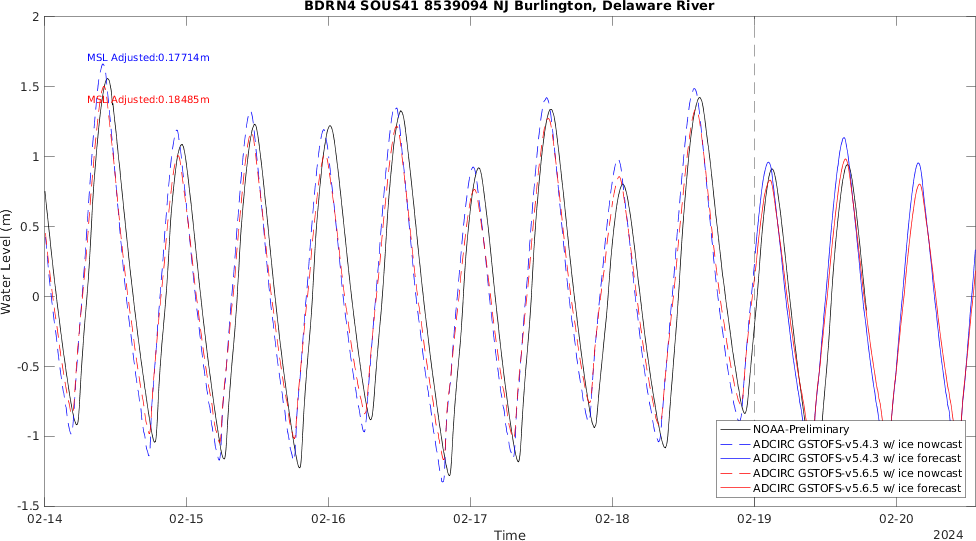 BDRN4 SOUS41 8539094 NJ Burlington, Delaware River
2
MSL Adjusted:0.17714m
1.5
MSL Adjusted:0.18485m
1
0.5
Water Level (m)
0
-0.5
-1
NOAA-Preliminary
ADCIRC GSTOFS-v5.4.3 w/ ice nowcast
ADCIRC GSTOFS-v5.4.3 w/ ice forecast
ADCIRC GSTOFS-v5.6.5 w/ ice nowcast
ADCIRC GSTOFS-v5.6.5 w/ ice forecast
-1.5
02-14 02-15 02-16 02-17 02-18 02-19 02-20
Time
2024